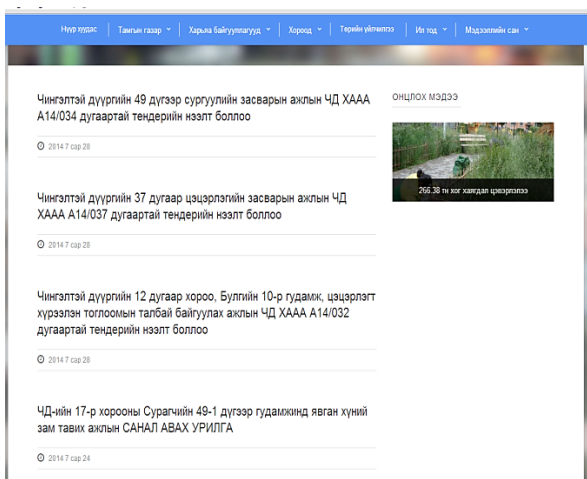 Нүүр хуудас Тамгын газар Харьяа байгууллагууд Хороод Төрийн үйлчилгээ Ил тод Мэдээллийн сан
Чингэлтэй дүүргийн 49 дүгээр сургуулийн засварын ажлын ЧД ХААА
А14/034 дугаартай тендерийн нээлт боллоо
2014 7 сар 28
Чингэлтэй дүүргийн 37 дугаар цэцэрлэгийн засварын ажлын ЧД
ХААА А14/037 дугаартай тендерийн нээлт боллоо
2014 7 сар 28
Чингэлтэй дүүргийн 12 дугаар хороо, Булгийн 10-р гудамж, цэцэрлэгт
хүрээлэн тоглоомын талбай байгуулах ажлын ЧД ХААА А14/032
дугаартай тендерийн нээлт боллоо
2014 7 сар 28
ЧД-ийн 17-р хорооны Сурагчийн 49-1 дүгээр гудамжинд явган хүний
зам тавих ажлын САНАЛ АВАХ УРИЛГА
2014 7 сар 24
ОНЦЛОХ МЭДЭЭ
266.38 тн хог хаягдал цэвэрлэлээ